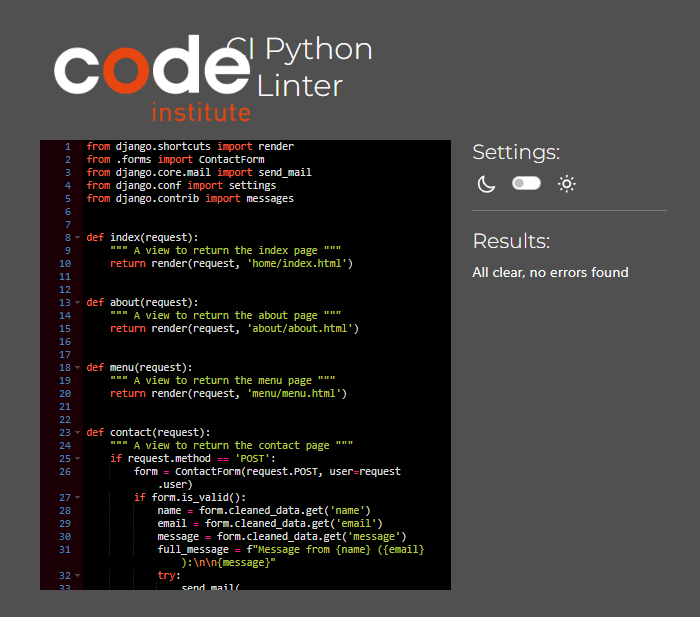 code
institute
CI Python
Linter
1 from django.shortcuts import render
2 from .forms import ContactForm
3 from django.core.mail import send_mail
4 from django.conf import settings
5 from django.contrib import messages
6
7
8 def index(request):
9     """ A view to return the index page """
10     return render(request, 'home/index.html')
11
12
13 def about(request):
14     """ A view to return the about page """
15     return render(request, 'about/about.html')
16
17
18 def menu(request):
19     """ A view to return the menu page """
20     return render(request, 'menu/menu.html')
21
22
23 def contact(request):
24     """ A view to return the contact page """
25     if request.method == 'POST':
26         form = ContactForm(request.POST, user=request
.user)
27         if form.is_valid():
28             name = form.cleaned_data.get('name')
29             email = form.cleaned_data.get('email')
30             message = form.cleaned_data.get('message')
31             full_message = f"Message from {name} ({email}
):\n\n{message}"
32             try:
33                 send_mail(
Settings:
Results:
All clear, no errors found